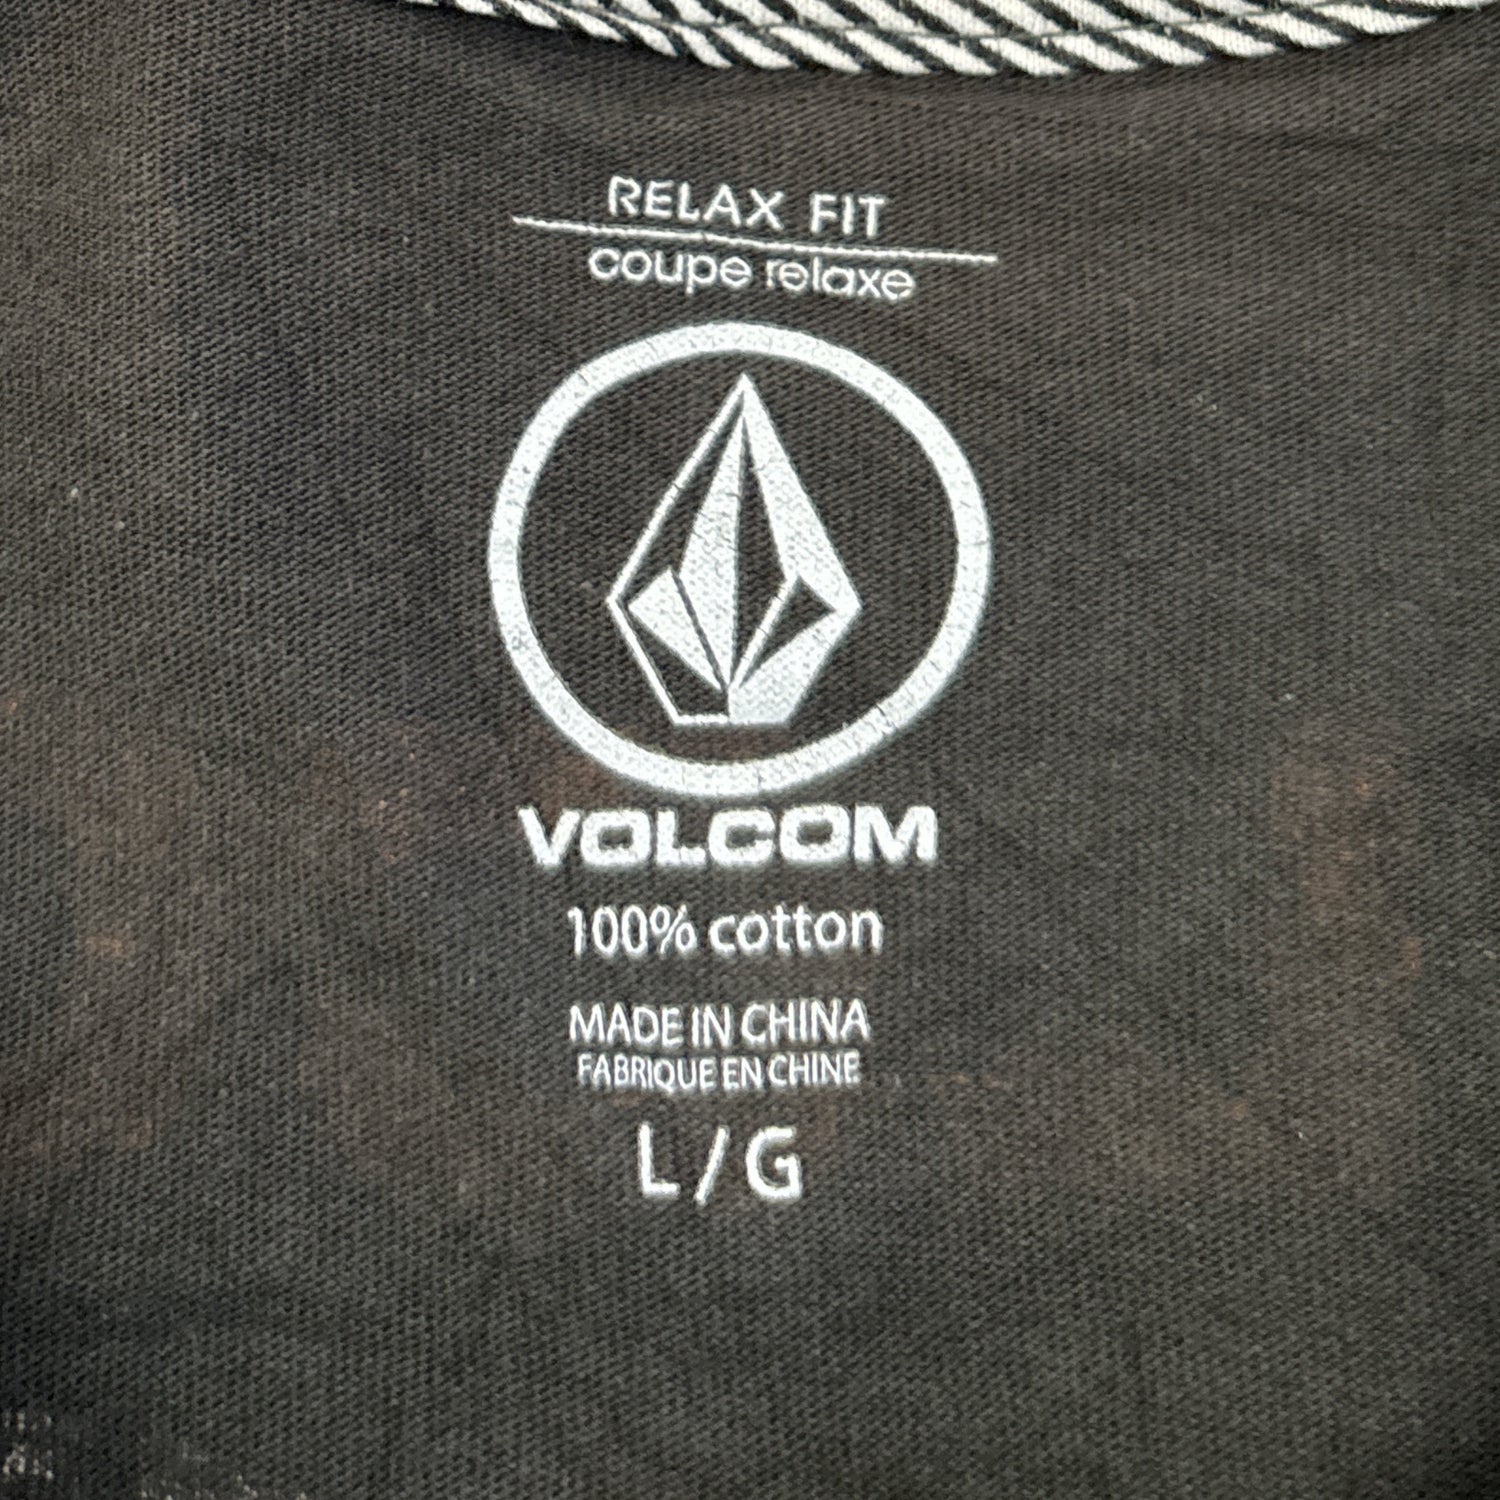 RELAX FIT
coupe relaxe
VOLCOM
100% cotton
MADE IN CHINA
FABRIQUE EN CHINE
L / G